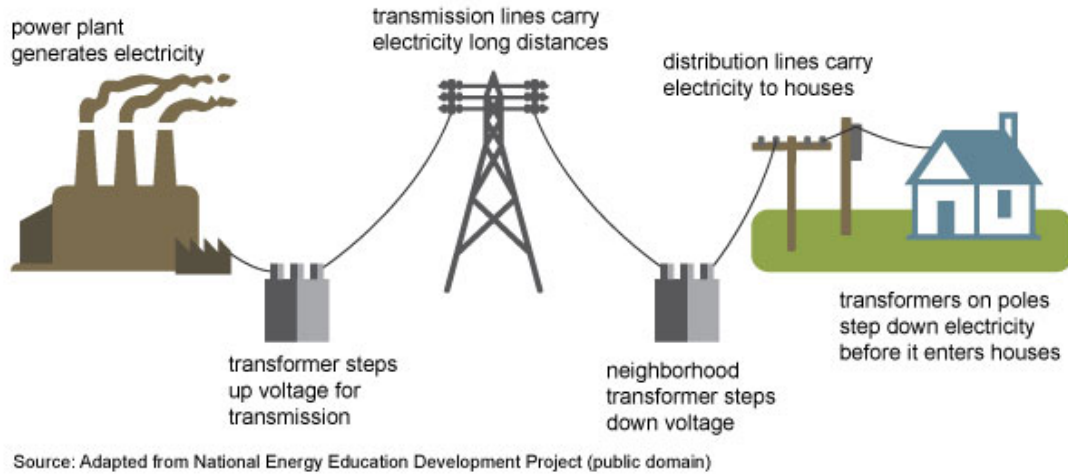 power plant
generates electricity
transmission lines carry
electricity long distances
distribution lines carry
electricity to houses
transformer steps
up voltage for
transmission
neighborhood
transformer steps
down voltage
transformers on poles
step down electricity
before it enters houses
Source: Adapted from National Energy Education Development Project (public domain)